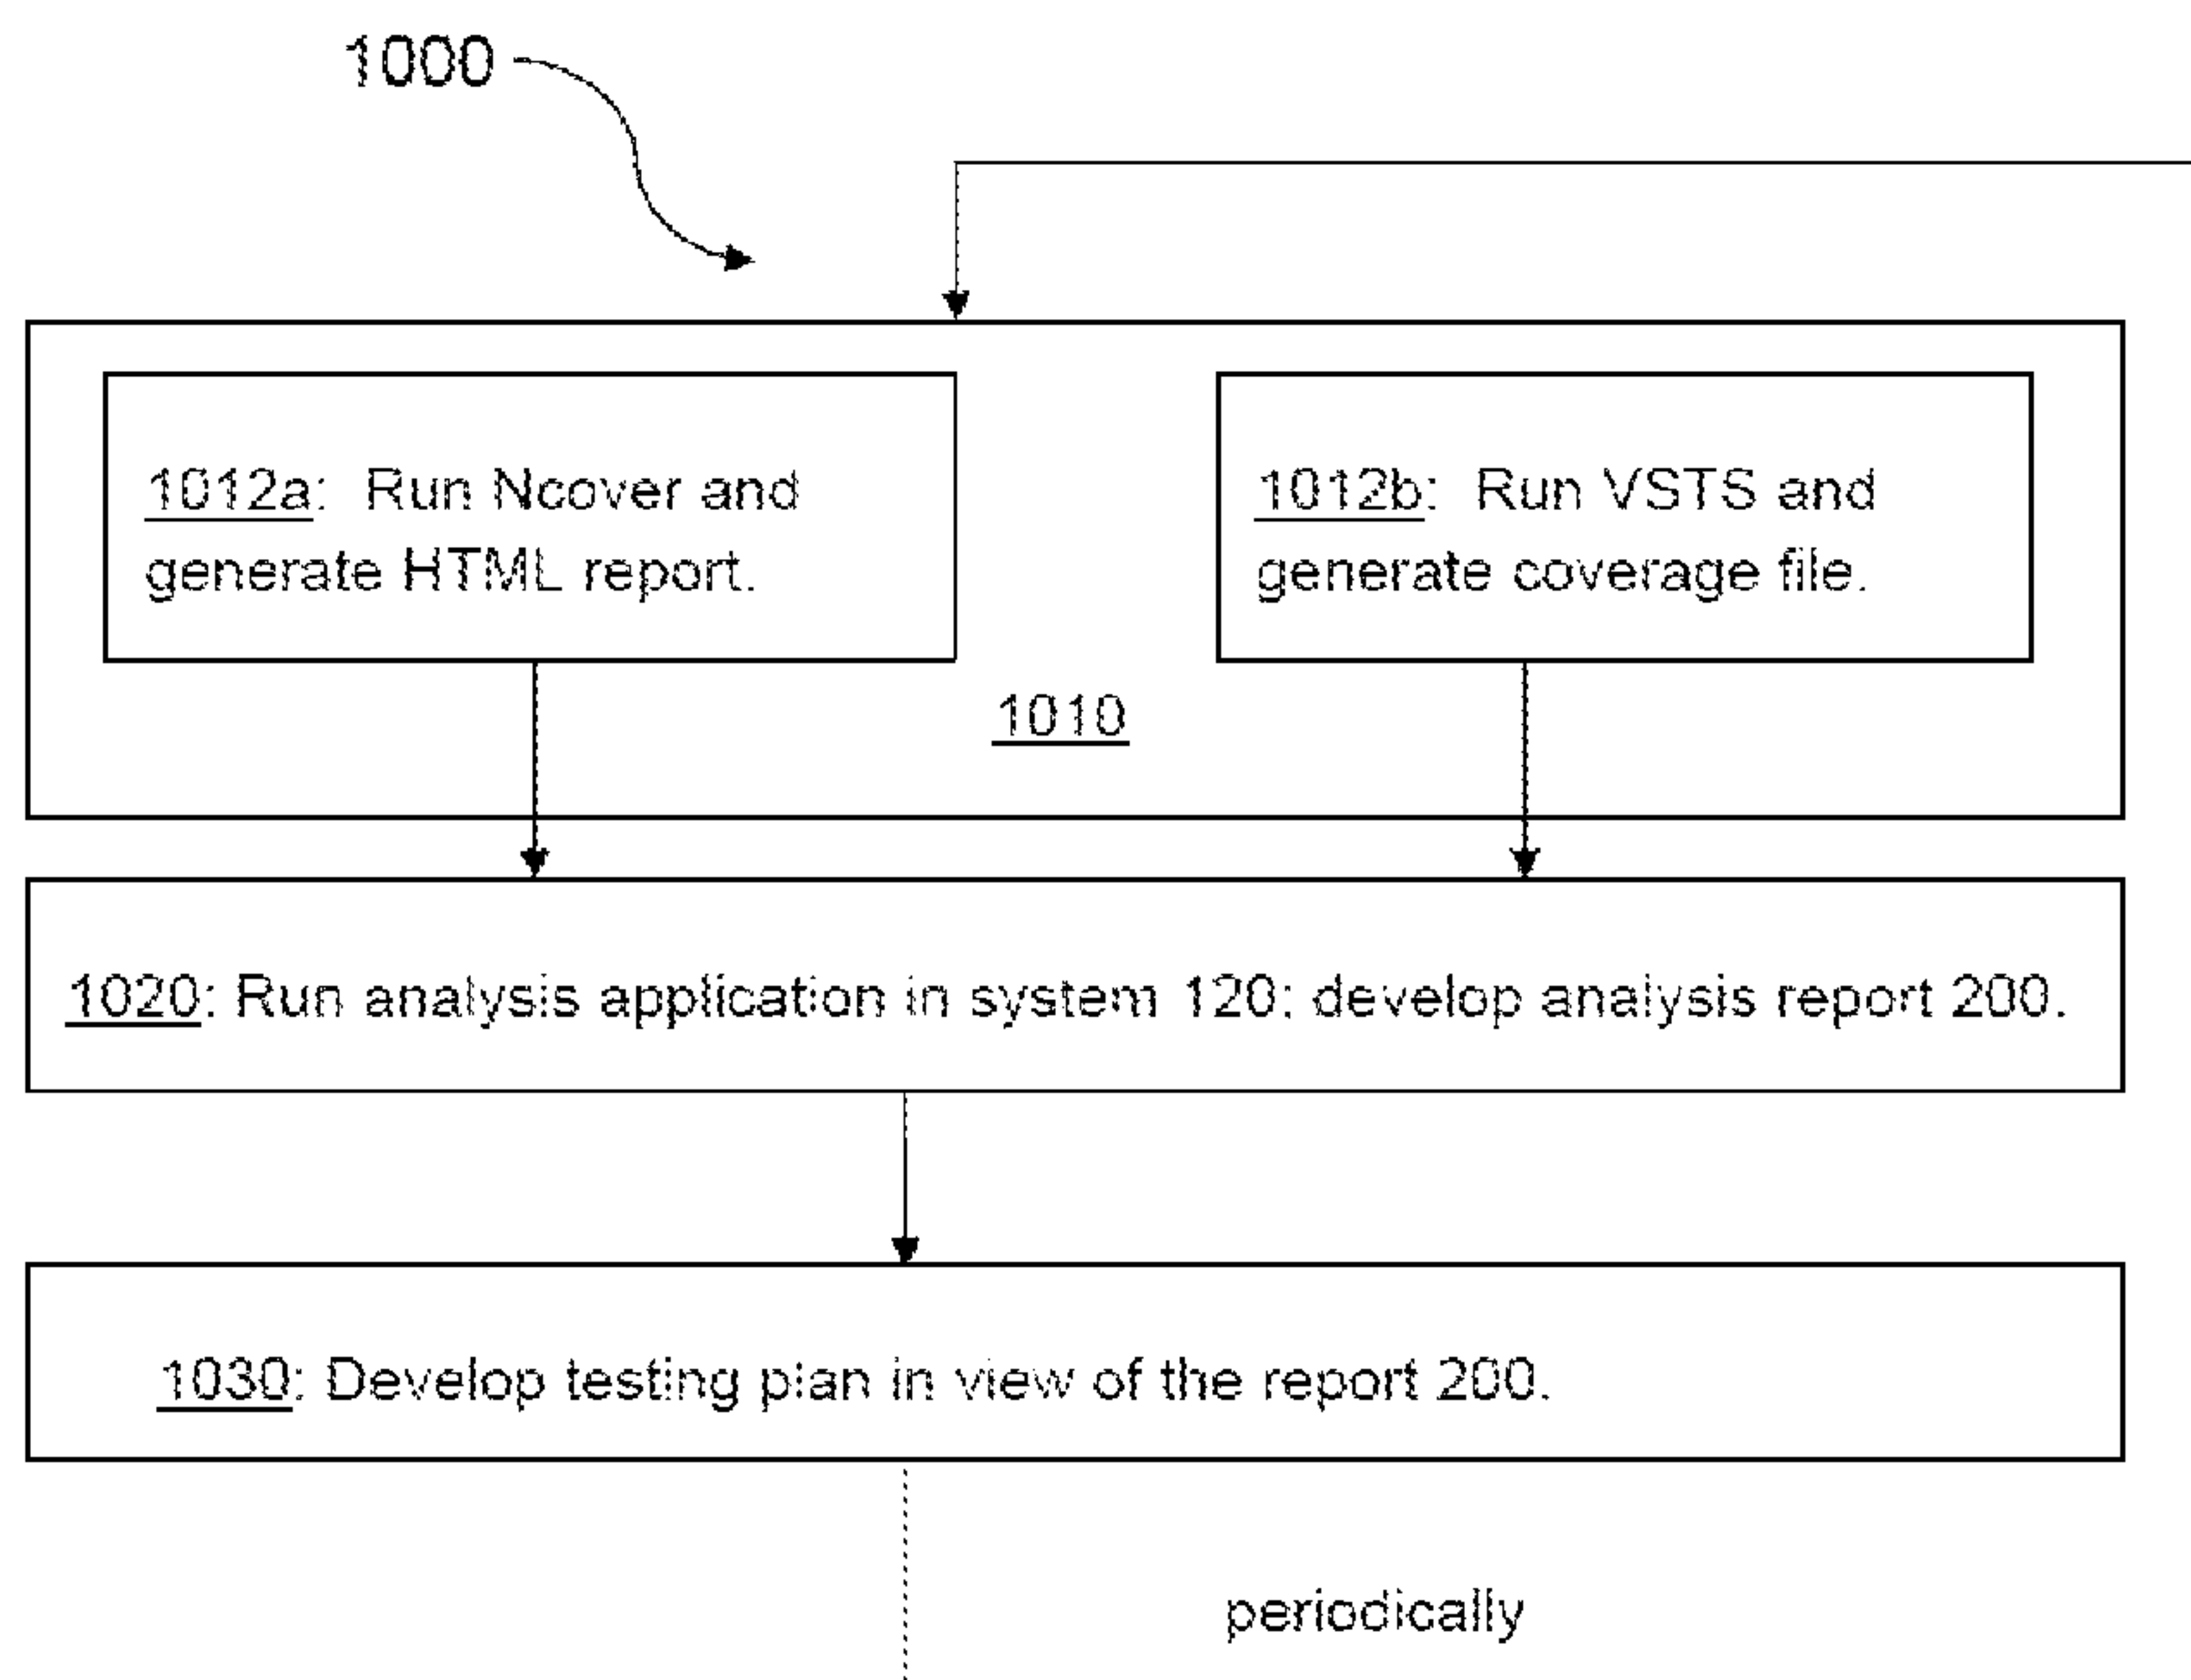 1000
1012a: Run Ncover and
generate HTML report.
1012b: Run VSTS and
generate coverage file.
1010
1020: Run analysis application in system 120; develop analysis report 200.
1030: Develop testing plan in view of the report 200.
periodically